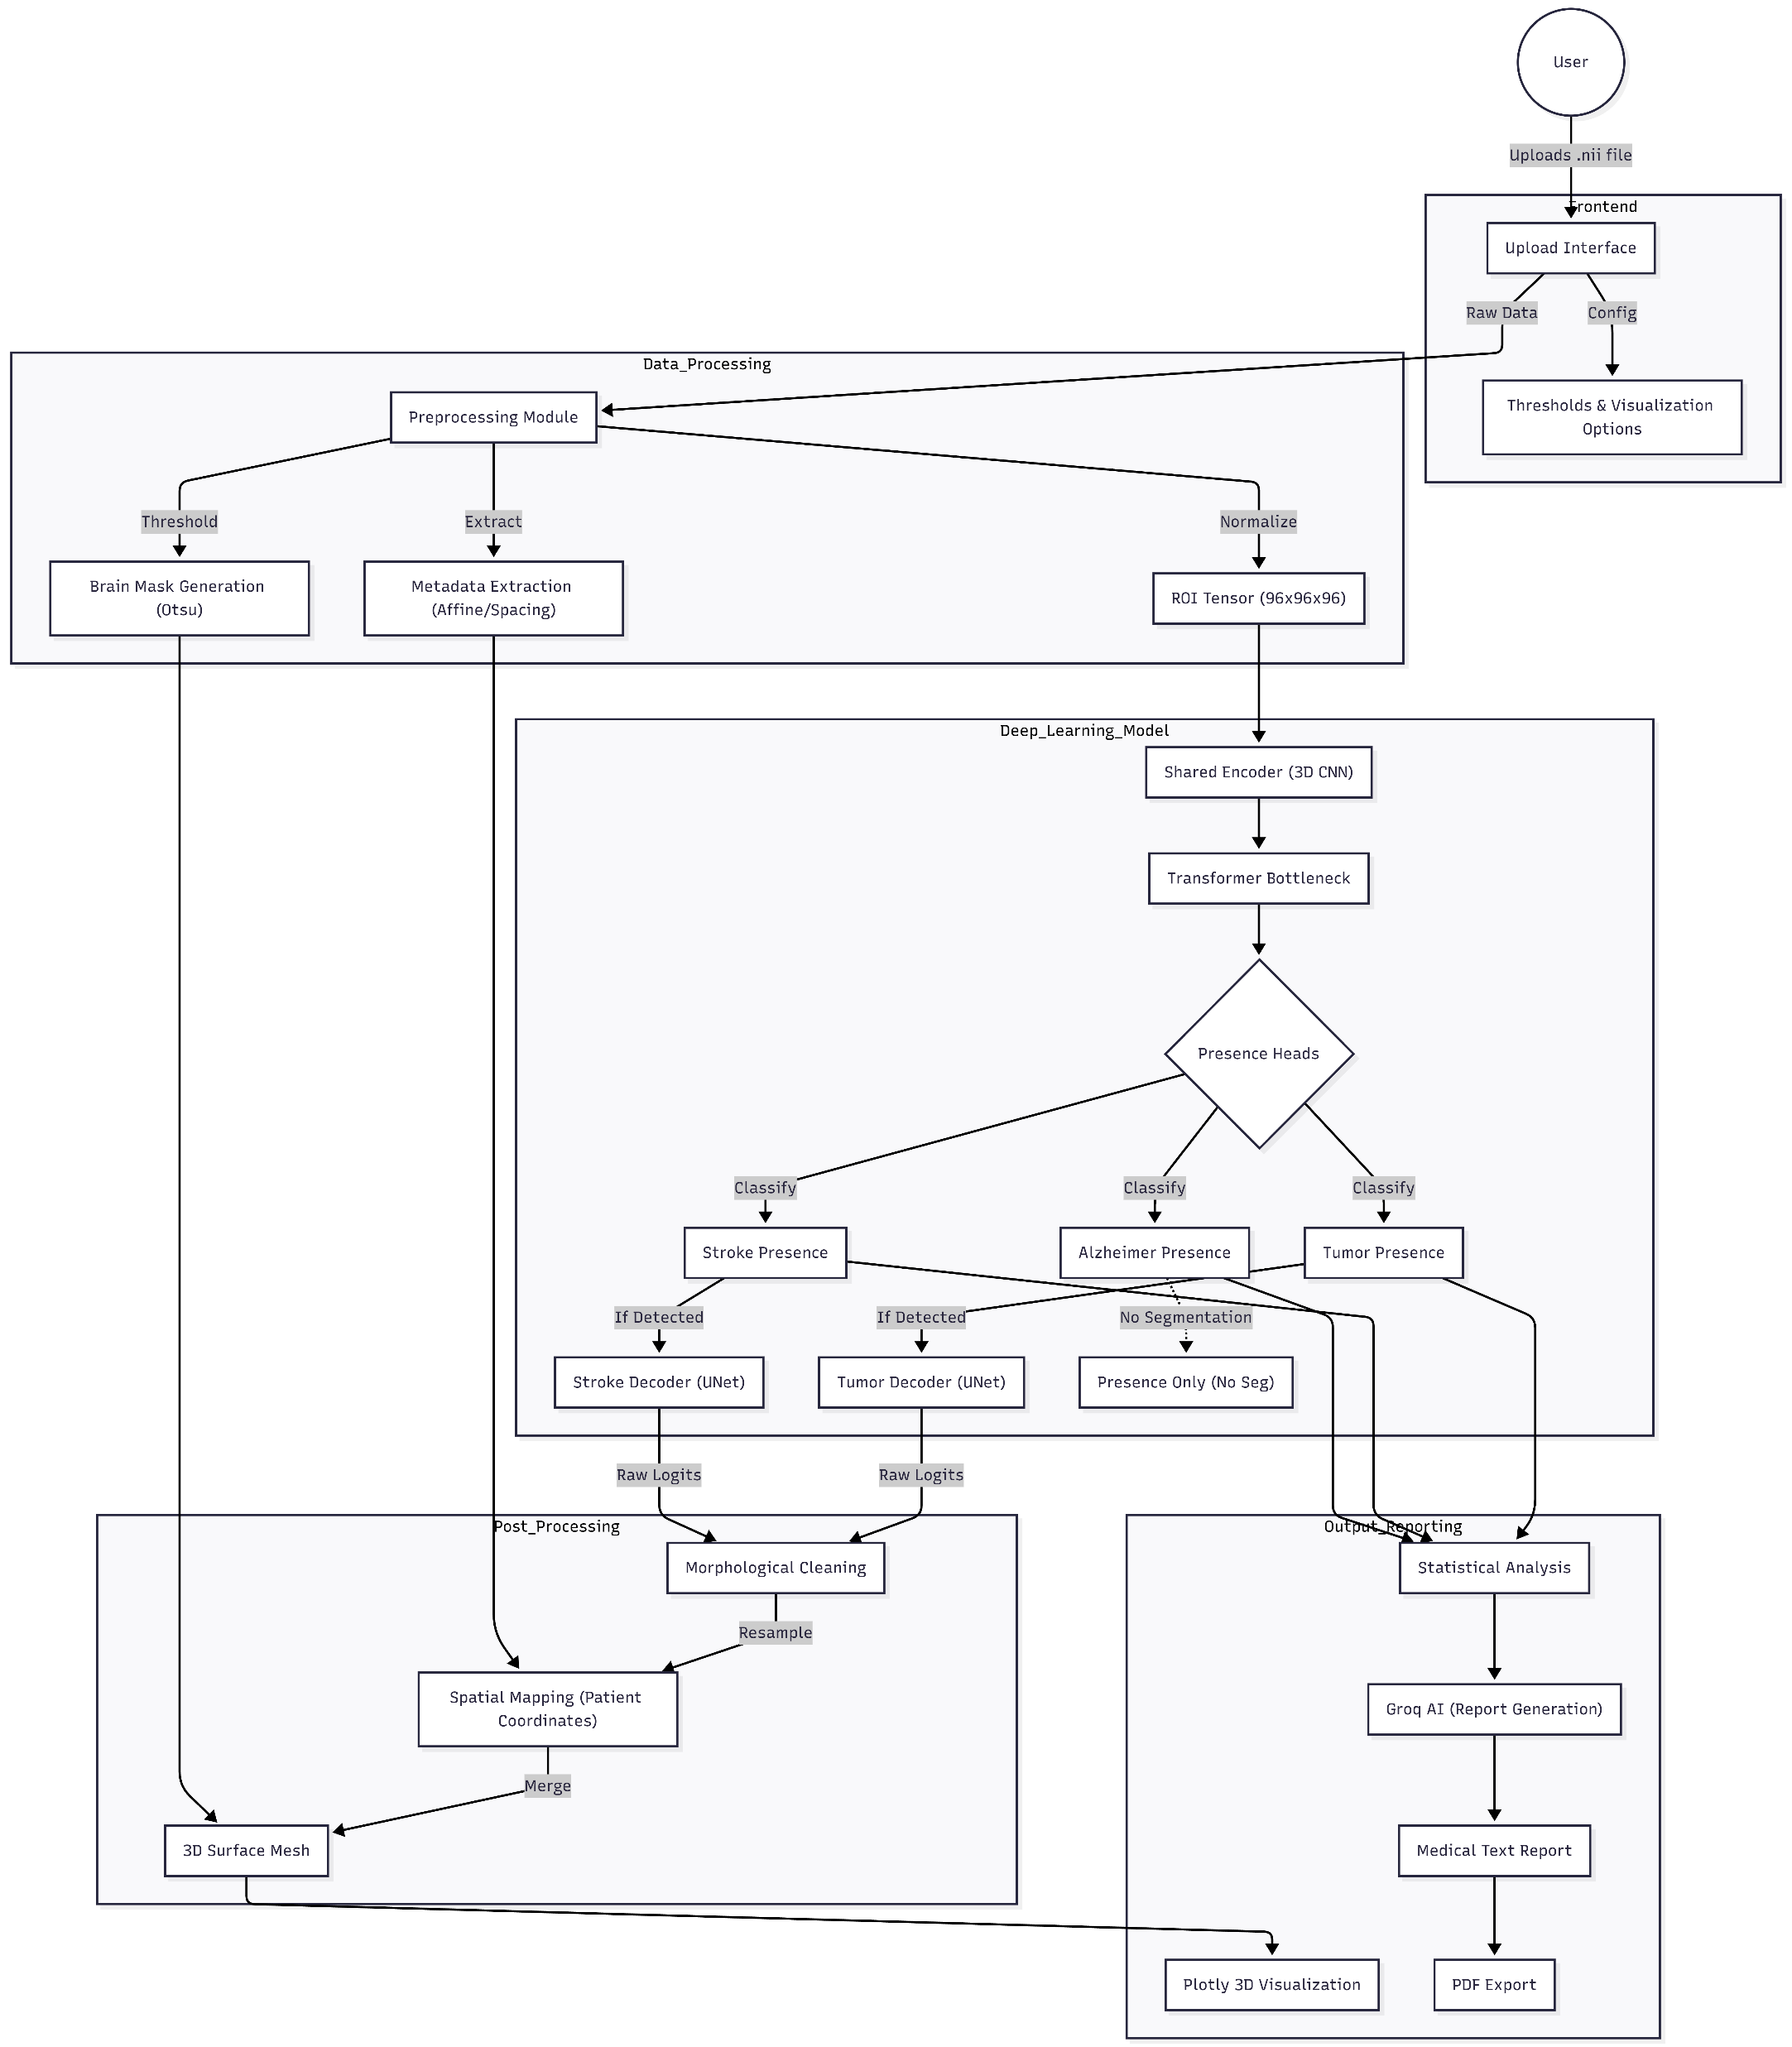 User
Uploads .nii file
Frontend
Upload Interface
Raw Data
Config
Thresholds & Visualization
Options
Data_Processing
Preprocessing Module
Threshold
Extract
Normalize
Brain Mask Generation
(Otsu)
Metadata Extraction
(Affine/Spacing)
ROI Tensor (96x96x96)
Deep_Learning_Model
Shared Encoder (3D CNN)
Transformer Bottleneck
Presence Heads
Classify
Classify
Classify
Stroke Presence
Alzheimer Presence
Tumor Presence
If Detected
If Detected
No Segmentation
Stroke Decoder (UNet)
Tumor Decoder (UNet)
Presence Only (No Seg)
Raw Logits
Raw Logits
Post_Processing
Output_Reporting
Morphological Cleaning
Statistical Analysis
Resample
Spatial Mapping (Patient
Coordinates)
Groq AI (Report Generation)
Merge
3D Surface Mesh
Medical Text Report
Plotly 3D Visualization
PDF Export